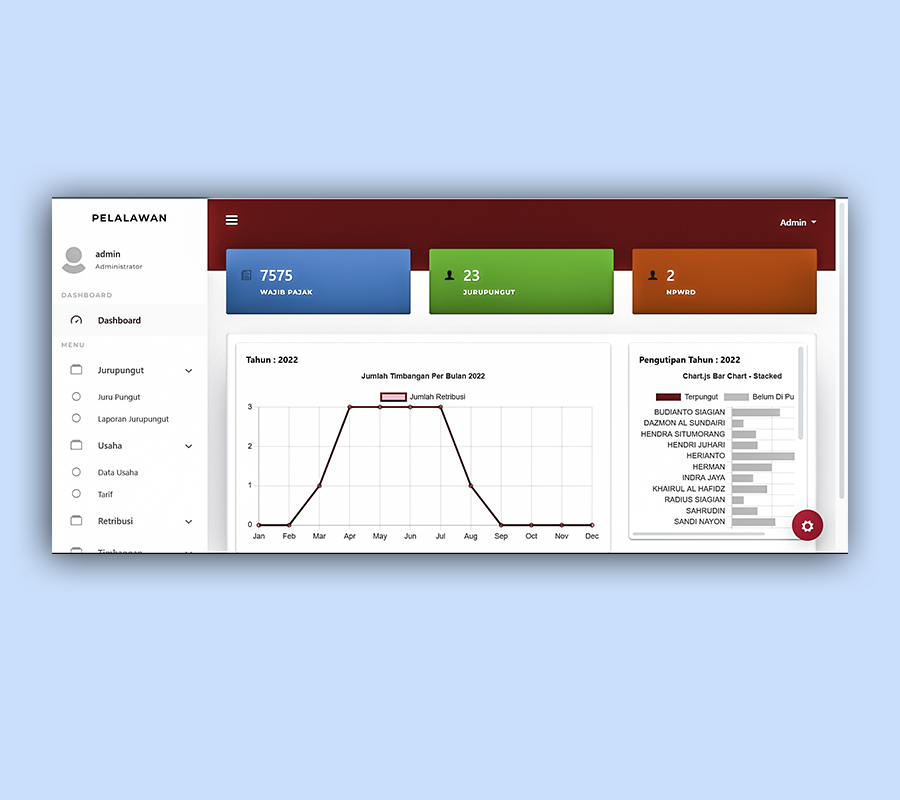 PELALAWAN
admin
Administrator
DASHBOARD
Dashboard
MENU
Jurupungut
Juru Pungut
Laporan Jurupungut
Usaha
Data Usaha
Tarif
Retribusi
Timbangan
Admin
7575
WAJIB PAJAK
23
JURUPUNGUT
2
NPWRD
Tahun : 2022
Jumlah Timbangan Per Bulan 2022
Jumlah Retribusi
3
2
1
0
Jan Feb Mar Apr May Jun Jul Aug Sep Oct Nov Dec
Pengutipan Tahun : 2022
Chart.js Bar Chart - Stacked
Terpungut Belum Di Pu
BUDIANTO SIAGIAN
DAZMON AL SUNDAIRI
HENDRA SITUMORANG
HENDRI JUHARI
HERIANTO
HERMAN
INDRA JAYA
KHAIRUL AL HAFIDZ
RADIUS SIAGIAN
SAHRUDIN
SANDI NAYON